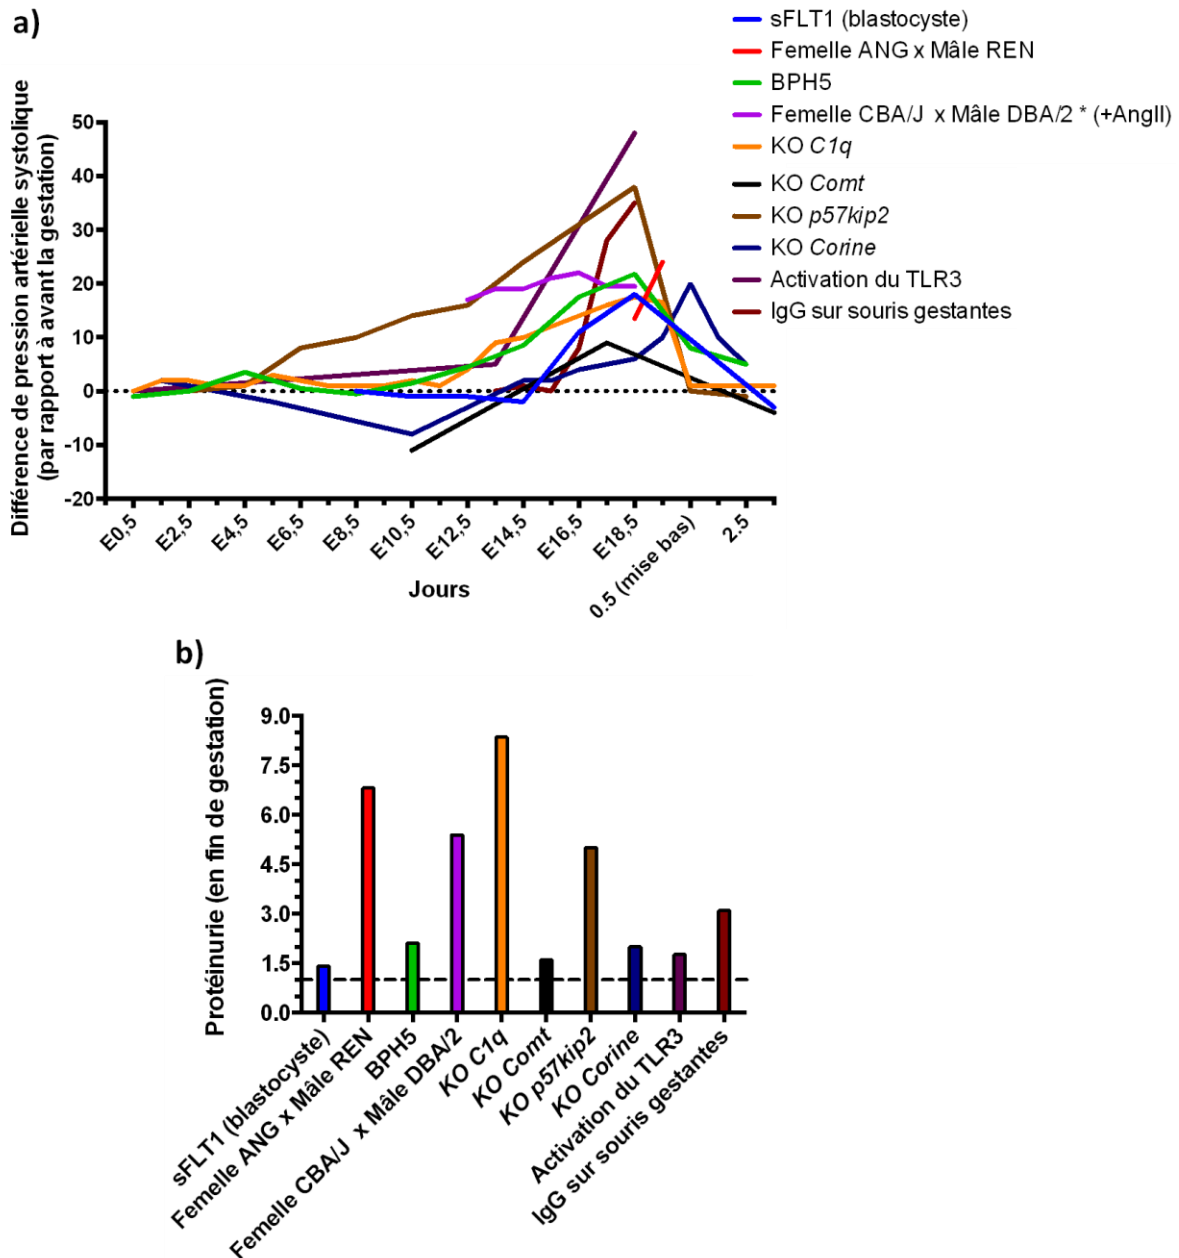 a)
Différence de pression artérielle systolique
(par rapport à avant la gestation)
50
40
30
20
10
0
-10
-20
E0,5
E2,5
E4,5
E6,5
E8,5
E10,5
E12,5
E14,5
E16,5
E18,5
0.5 (mise bas)
2.5
Jours
sFLT1 (blastocyste)
Femelle ANG x Mâle REN
BPH5
Femelle CBA/J x Mâle DBA/2 * (+AngII)
KO C1q
KO Comt
KO p57kip2
KO Corine
Activation du TLR3
IgG sur souris gestantes
b)
Protéinurie (en fin de gestation)
9.0
7.5
6.0
4.5
3.0
1.5
0.0
sFLT1 (blastocyste)
Femelle ANG x Mâle REN
BPH5
Femelle CBA/J x Mâle DBA/2
KO C1q
KO Comt
KO p57kip2
KO Corine
Activation du TLR3
IgG sur souris gestantes